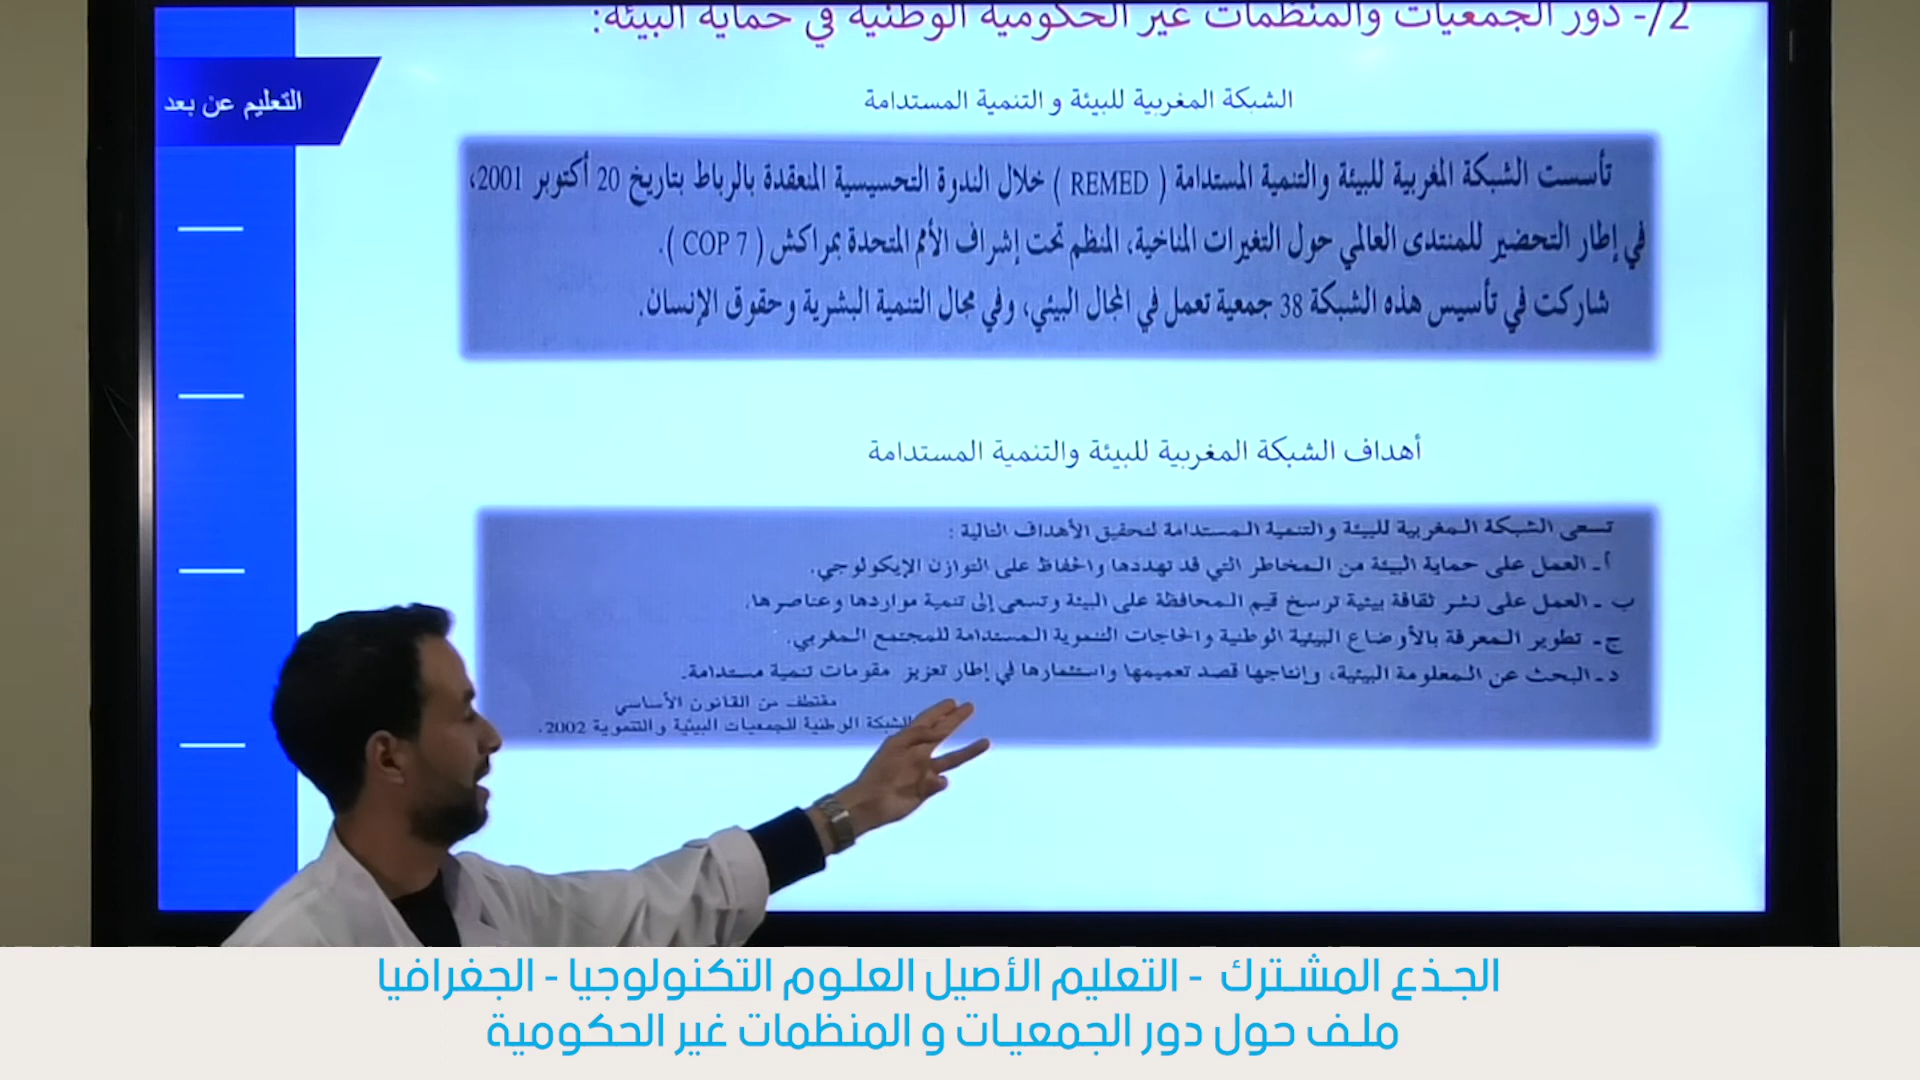 2/- دور الجمعيات والمنظمات غير الحكومية الوطنية في حماية البيئة:
التعليم عن بعد
الشبكة المغربية للبيئة و التنمية المستدامة
تأسست الشبكة المغربية للبيئة والتنمية المستدامة ( REMED ) خلال الندوة التحسيسية المنعقدة بالرباط بتاريخ 20 أكتوبر 2001،
في إطار التحضير للمنتدى العالمي حول التغيرات المناخية، المنظم تحت إشراف الأمم المتحدة بمراكش ( COP 7 ).
شاركت في تأسيس هذه الشبكة 38 جمعية تعمل في المجال البيئي، وفي مجال التنمية البشرية وحقوق الإنسان.
أهداف الشبكة المغربية للبيئة والتنمية المستدامة
تسعى الشبكة المغربية للبيئة والتنمية المستدامة لتحقيق الأهداف التالية :
أ - العمل على حماية البيئة من المخاطر التي قد تهددها والحفاظ على التوازن الإيكولوجي.
ب - العمل على نشر ثقافة بيئية ترسخ قيم المحافظة على البيئة وتسعى إلى تنمية مواردها وعناصرها.
ج - تطوير المعرفة بالأوضاع البيئية الوطنية والحاجات التنموية المستدامة للمجتمع المغربي.
د - البحث عن المعلومة البيئية، وإنتاجها قصد تعميمها واستثمارها في إطار تعزيز مقومات تنمية مستدامة.
مقتطف من القانون الأساسي
الشبكة الوطنية للجمعيات البيئية والتنموية 2002.
الجذع المشترك - التعليم الأصيل العلوم التكنولوجيا - الجغرافيا
ملف حول دور الجمعيات و المنظمات غير الحكومية